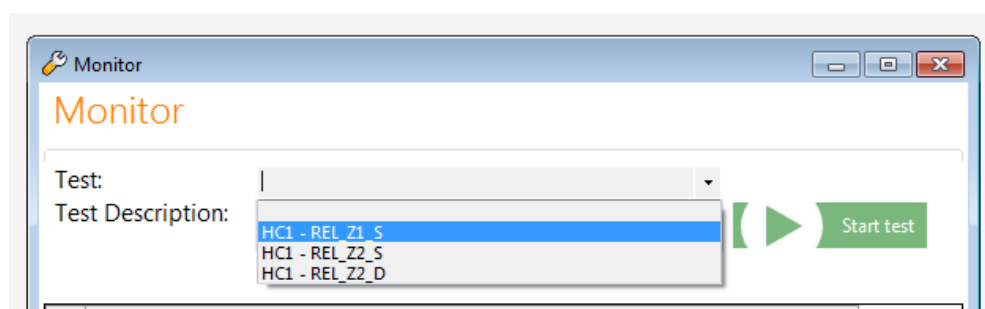 Monitor
Monitor
Test:
Test Description:
HC1 - REL_Z1_S
HC1 - REL_Z2_S
HC1 - REL_Z2_D
Start test